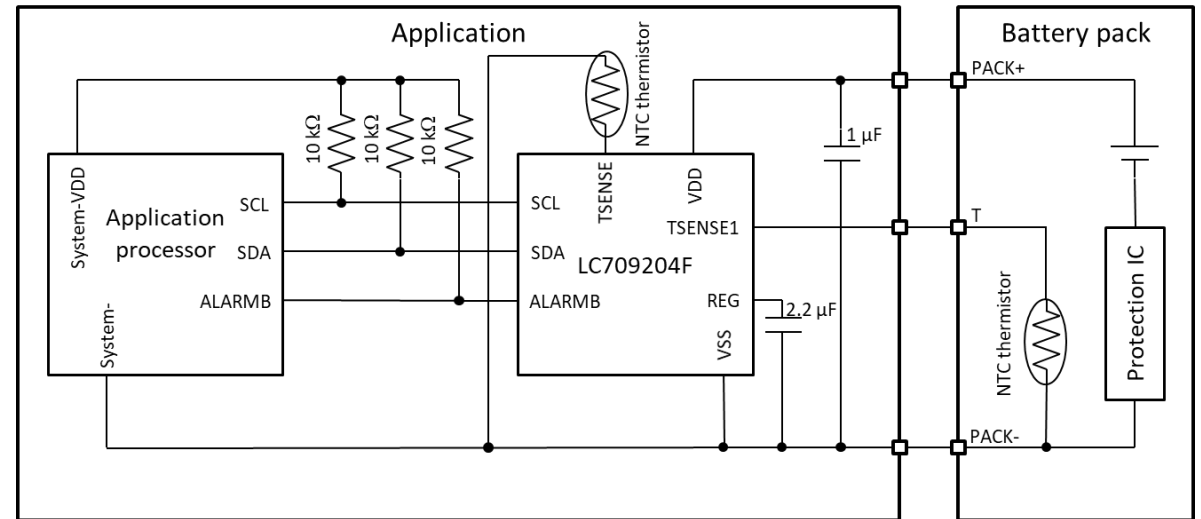 Application
Battery pack
NTC thermistor
PACK+
10 kΩ
10 kΩ
10 kΩ
1 µF
System-VDD
TSENSE
VDD
SCL
SCL
Application
processor
TSENSE1
T
SDA
SDA
LC709204F
ALARMB
ALARMB
REG
2.2 µF
System-
VSS
NTC thermistor
Protection IC
PACK-